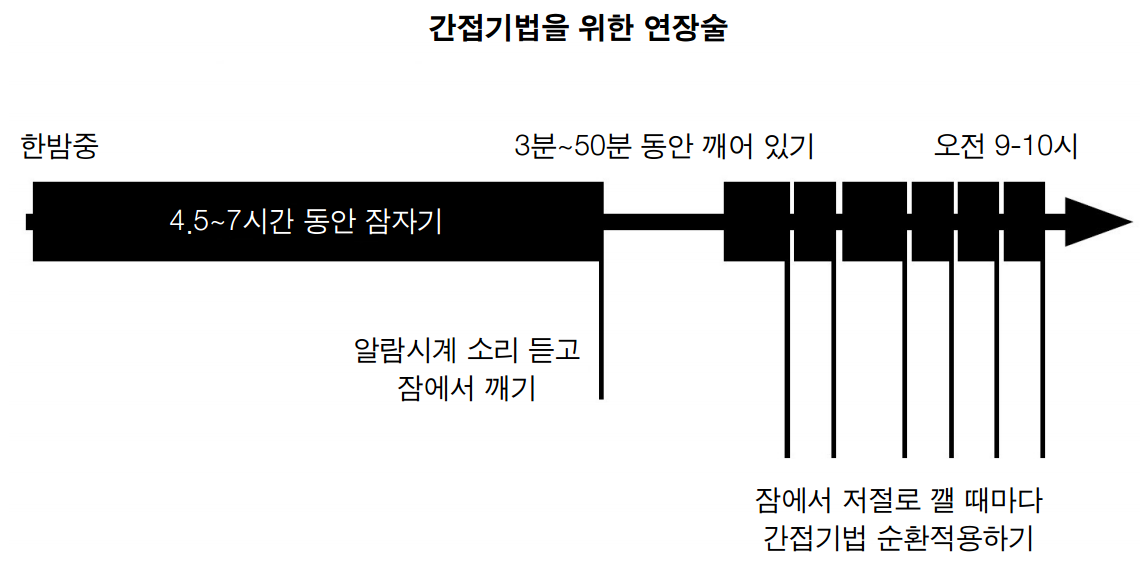 간접기법을 위한 연장술
한밤중
3분~50분 동안 깨어 있기
오전 9-10시
4.5~7시간 동안 잠자기
알람시계 소리 듣고
잠에서 깨기
잠에서 저절로 깰 때마다
간접기법 순환적용하기